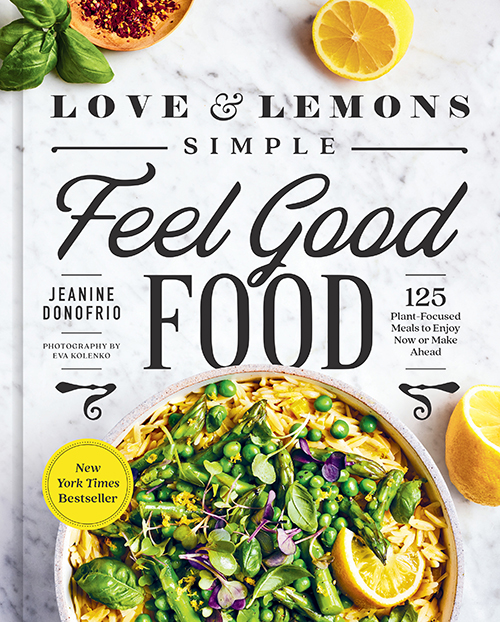 LOVE & LEMONS
SIMPLE
Feel Good
FOOD
JEANINE
DONOFRIO
PHOTOGRAPHY BY
EVA KOLENKO
125
Plant-Focused
Meals to Enjoy
Now or Make
Ahead
New
York Times
Bestseller